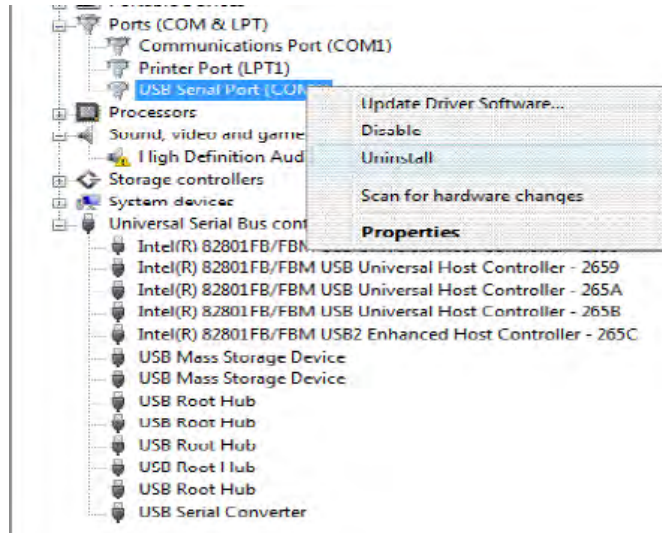 Ports (COM & LPT)
Communications Port (COM1)
Printer Port (LPT1)
USB Serial Port (COM
Update Driver Software...
Processors
Disable
Sound, video and game
High Definition Aud
Uninstall
Storage controllers
Scan for hardware changes
System devices
Universal Serial Bus cont
Properties
Intel(R) 82801FB/FBM
Intel(R) 82801FB/FBM USB Universal Host Controller - 2659
Intel(R) 82801FB/FBM USB Universal Host Controller - 265A
Intel(R) 82801FB/FBM USB Universal Host Controller - 265B
Intel(R) 82801FB/FBM USB2 Enhanced Host Controller - 265C
USB Mass Storage Device
USB Mass Storage Device
USB Root Hub
USB Root Hub
USB Root Hub
USB Root Hub
USB Root Hub
USB Serial Converter